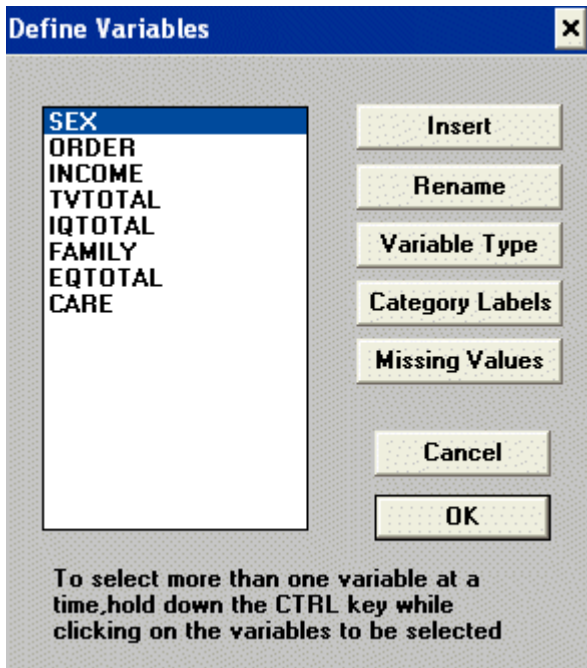 Define Variables
SEX
ORDER
INCOME
TVTOTAL
IQTOTAL
FAMILY
EQTOTAL
CARE
Insert
Rename
Variable Type
Category Labels
Missing Values
Cancel
OK
To select more than one variable at a
time,hold down the CTRL key while
clicking on the variables to be selected